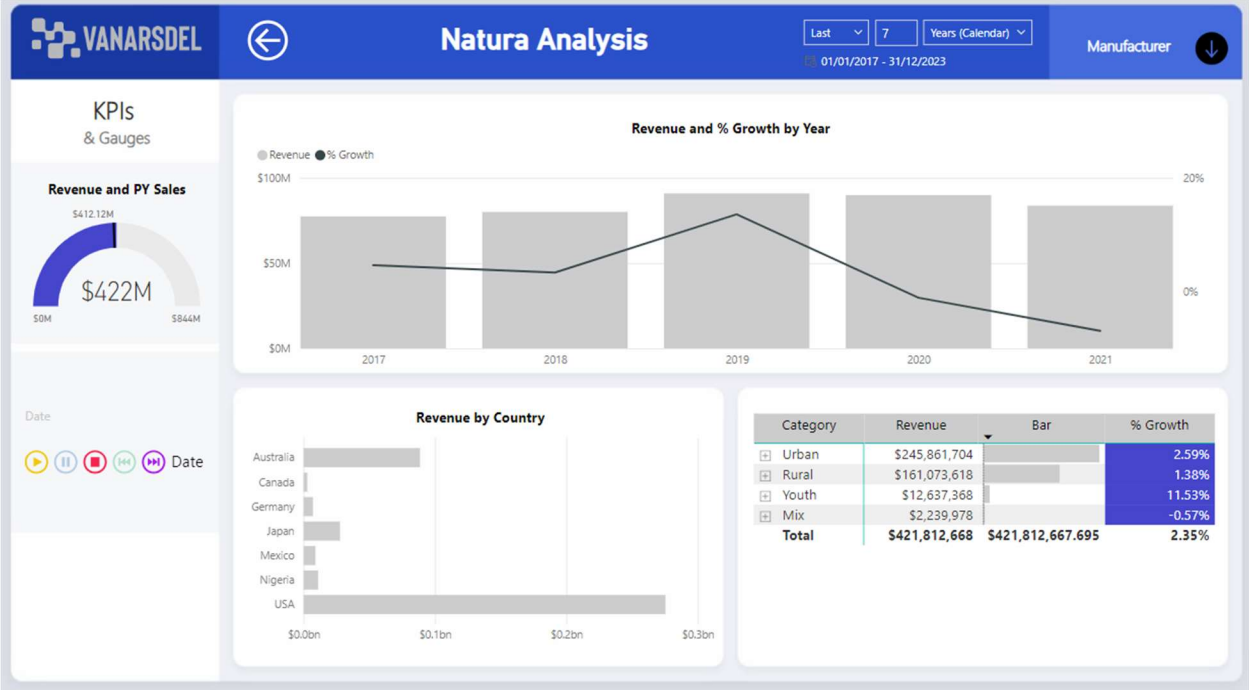 VANARSDEL
Natura Analysis
Last 7 Years (Calendar)
01/01/2017 - 31/12/2023
Manufacturer
KPIs
& Gauges
Revenue and PY Sales
$412.12M
$422M
$0M $844M
Date
Date
Revenue and % Growth by Year
Revenue % Growth
$100M 20%
$50M
0%
$0M
2017 2018 2019 2020 2021
Revenue by Country
Australia
Canada
Germany
Japan
Mexico
Nigeria
USA
$0.0bn $0.1bn $0.2bn $0.3bn
Category Revenue Bar % Growth
Urban $245,861,704 2.59%
Rural $161,073,618 1.38%
Youth $12,637,368 11.53%
Mix $2,239,978 -0.57%
Total $421,812,668 $421,812,667.695 2.35%